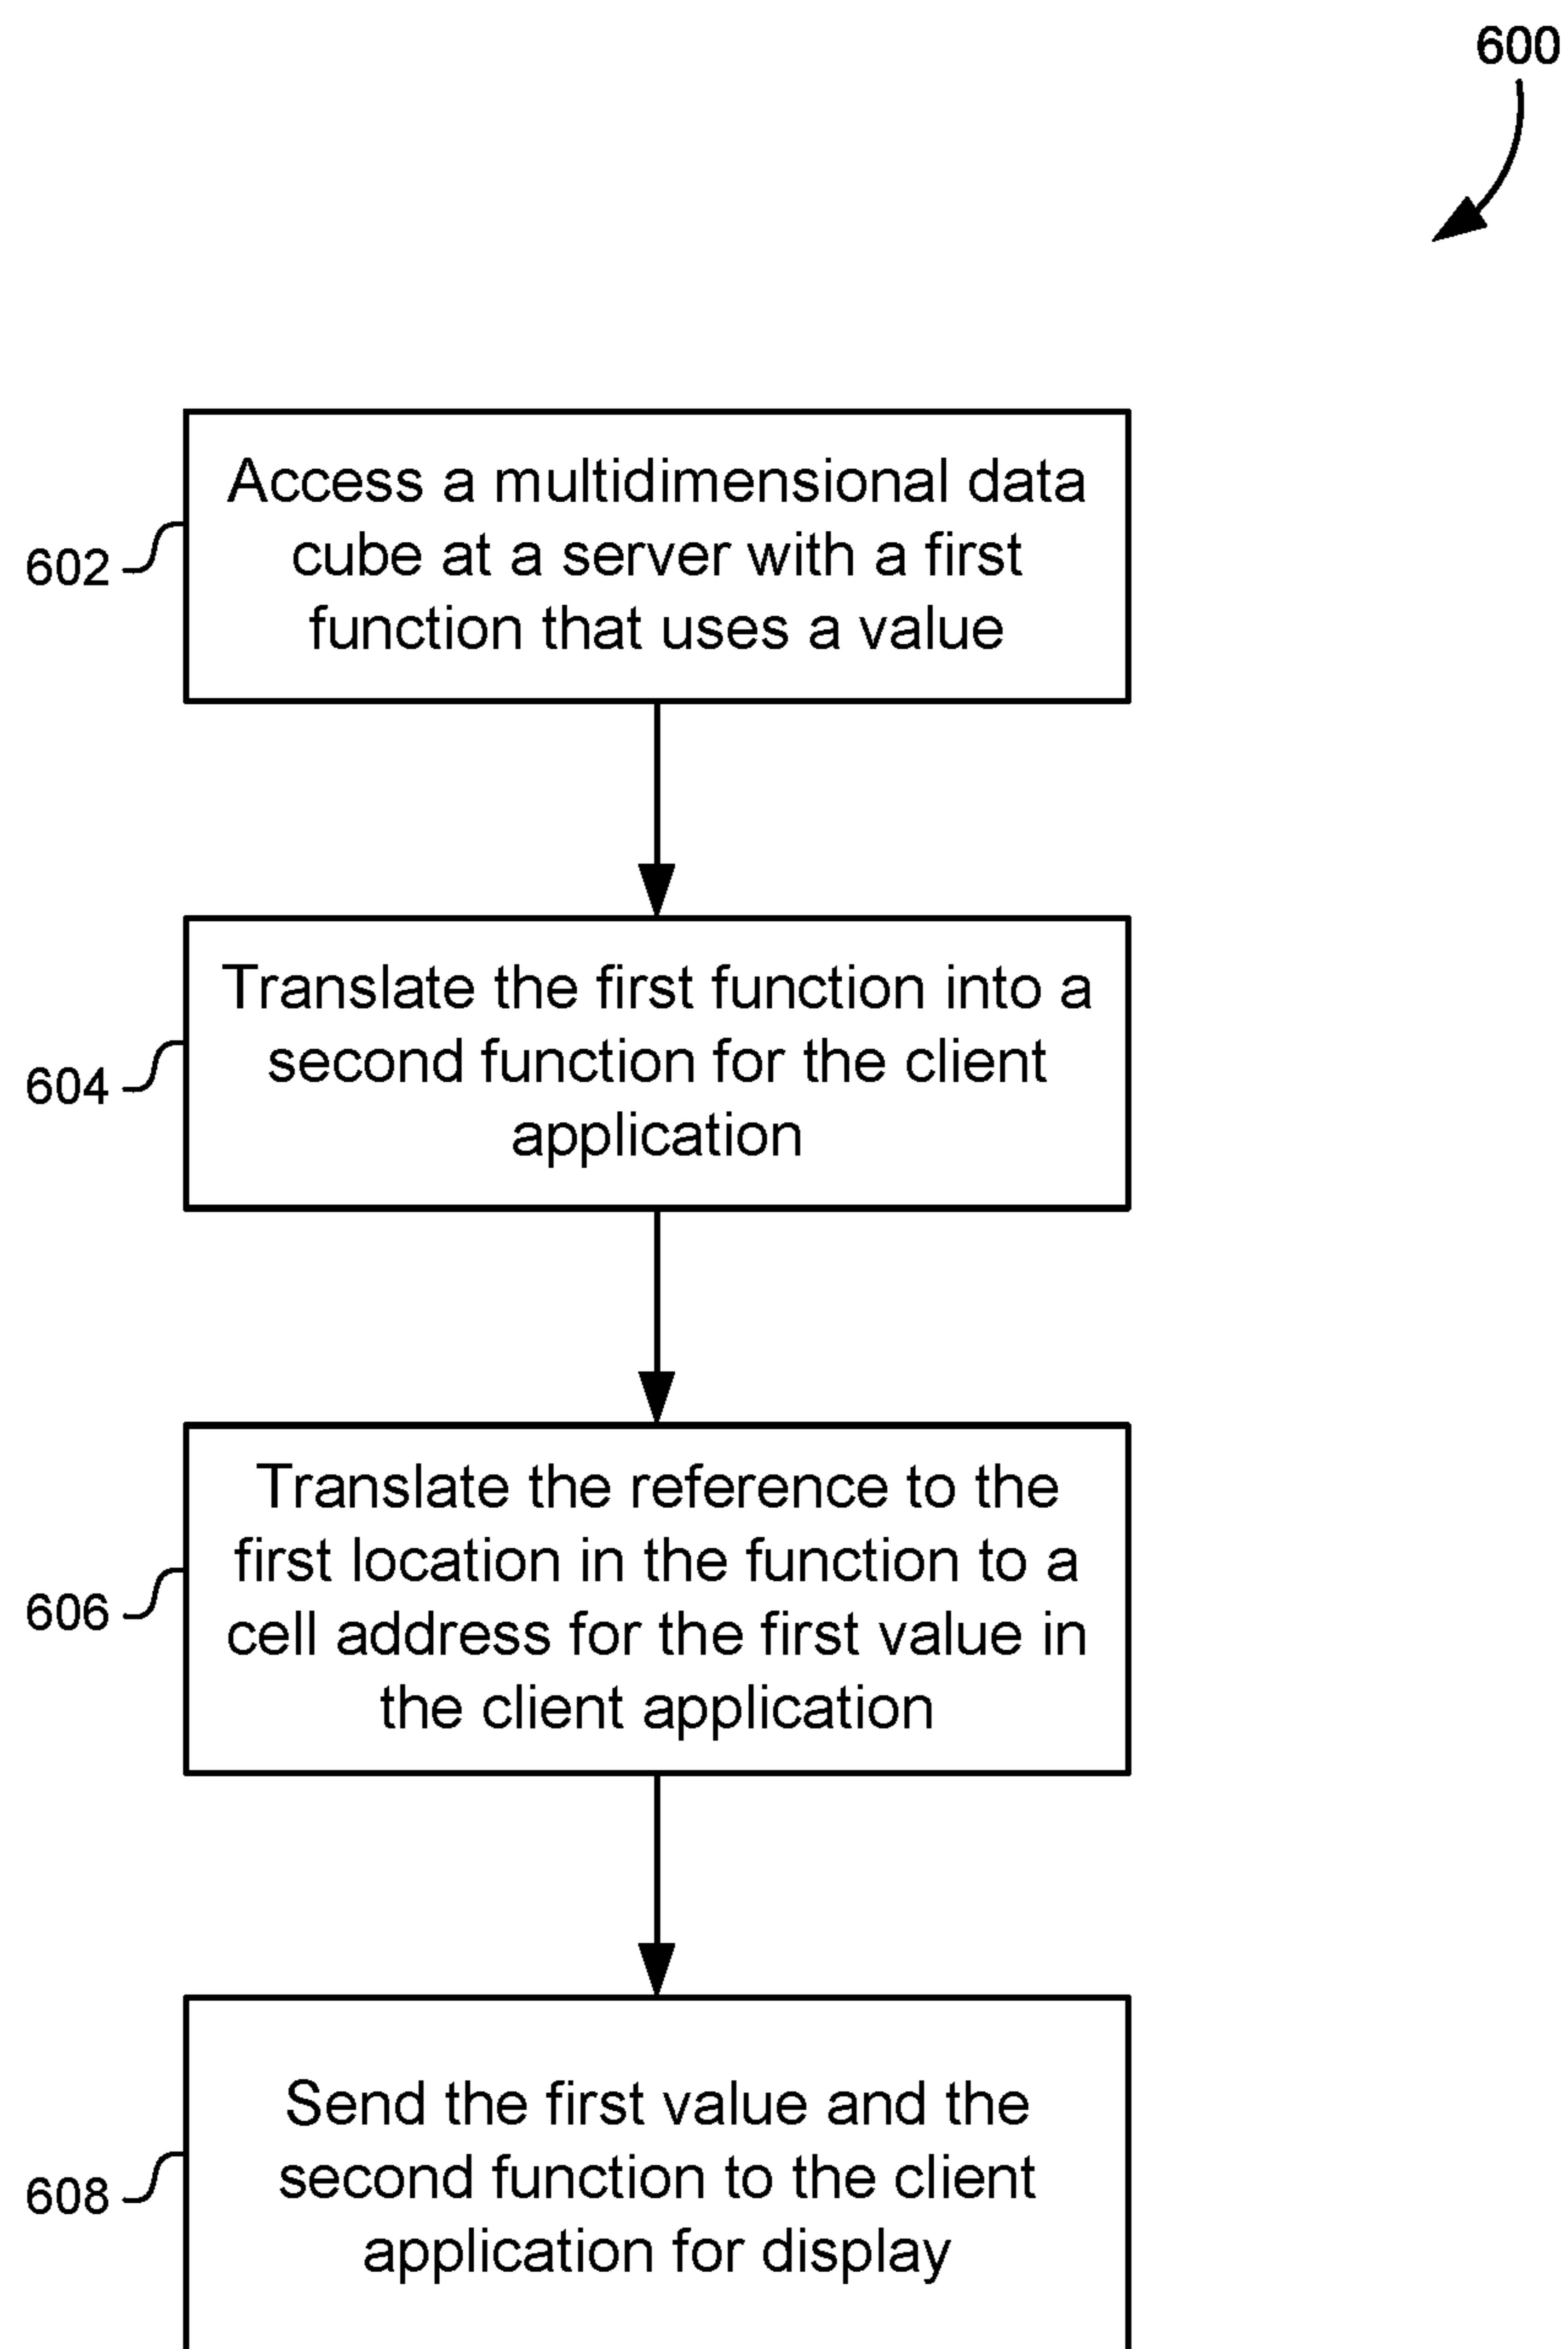 600
602
Access a multidimensional data
cube at a server with a first
function that uses a value
604
Translate the first function into a
second function for the client
application
606
Translate the reference to the
first location in the function to a
cell address for the first value in
the client application
608
Send the first value and the
second function to the client
application for display